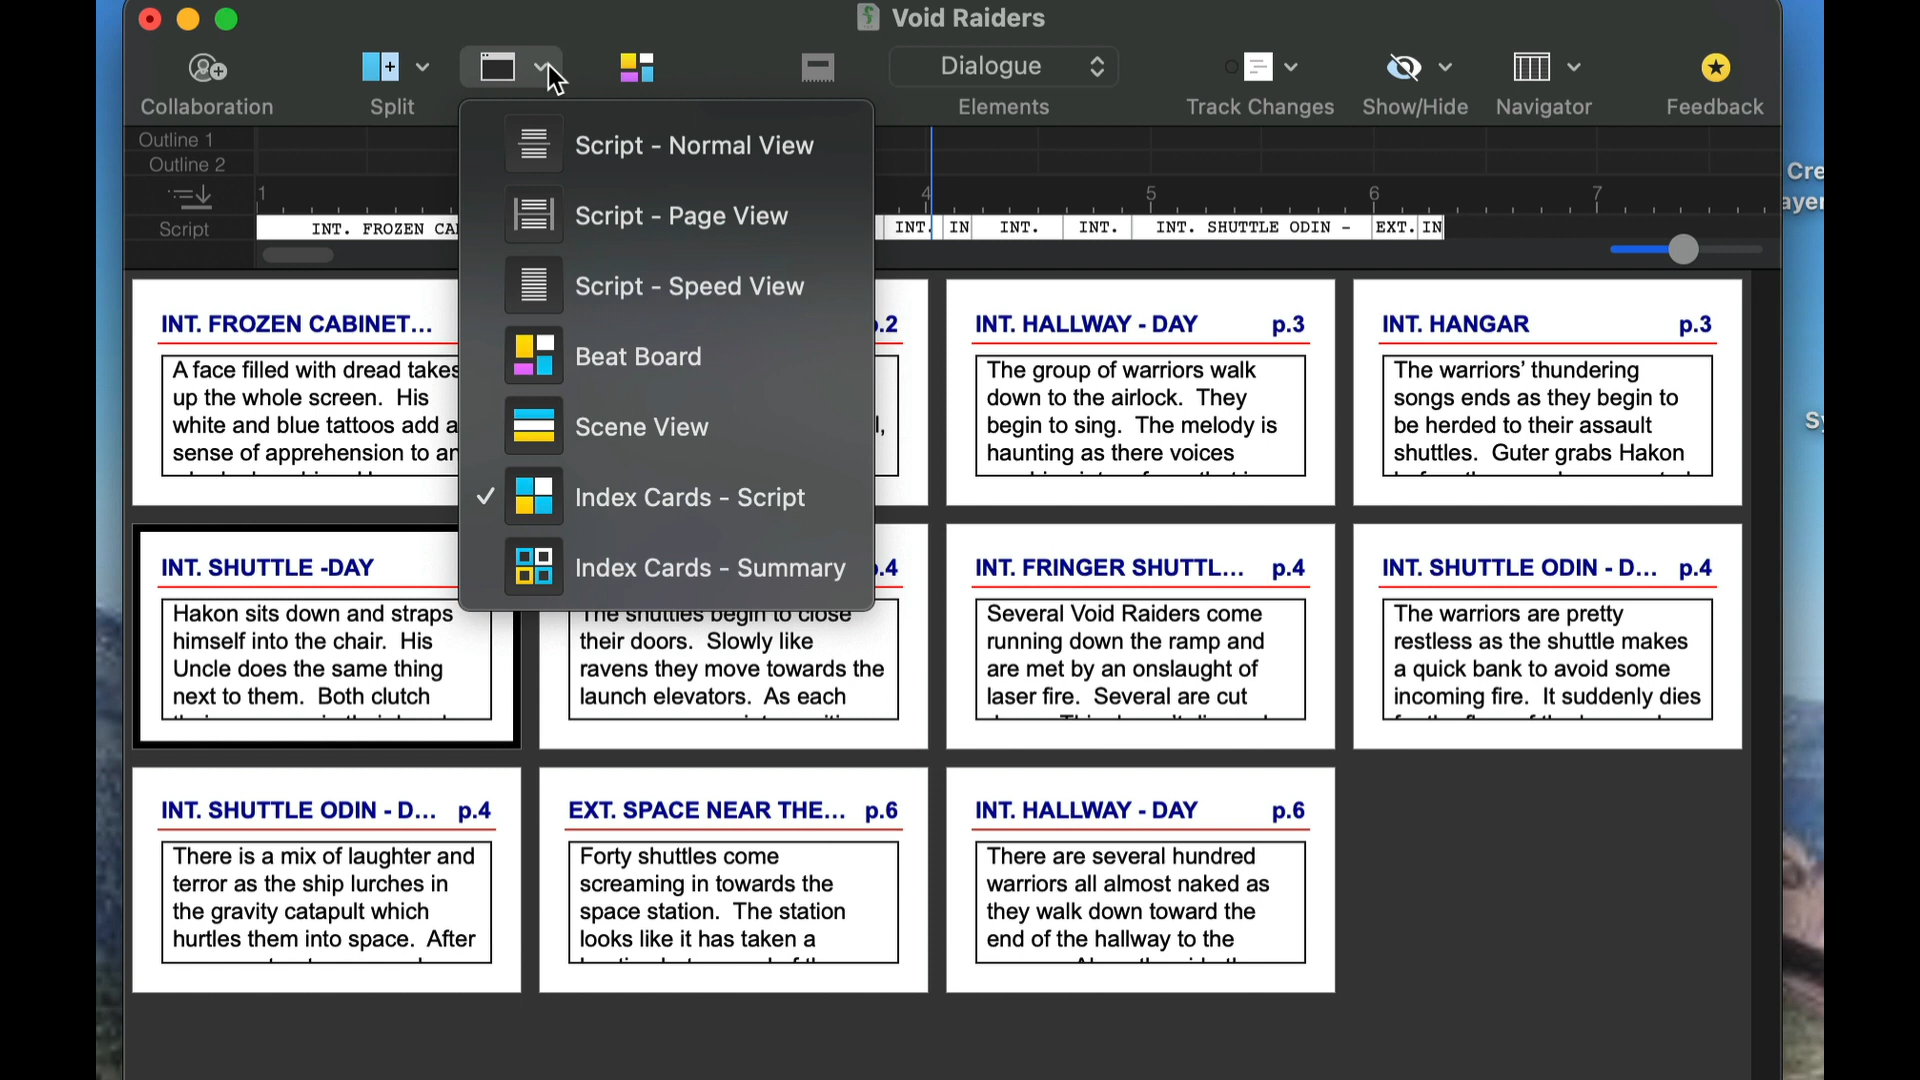 Void Raiders
Dialogue
Collaboration
Split
Elements
Track Changes
Show/Hide
Navigator
Feedback
Outline 1
Outline 2
1
4
5
6
7
Script
INT. FROZEN CA
INT.
IN
INT.
INT.
INT. SHUTTLE ODIN -
EXT.
IN
Script - Normal View
Script - Page View
Script - Speed View
Beat Board
Scene View
✓ Index Cards - Script
Index Cards - Summary
INT. FROZEN CABINET...
A face filled with dread takes
up the whole screen. His
white and blue tattoos add a
sense of apprehension to an
.2
l,
INT. HALLWAY - DAY p.3
The group of warriors walk
down to the airlock. They
begin to sing. The melody is
haunting as there voices
INT. HANGAR p.3
The warriors' thundering
songs ends as they begin to
be herded to their assault
shuttles. Guter grabs Hakon
INT. SHUTTLE -DAY
Hakon sits down and straps
himself into the chair. His
Uncle does the same thing
next to them. Both clutch
.4
The shuttles begin to close
their doors. Slowly like
ravens they move towards the
launch elevators. As each
INT. FRINGER SHUTTL... p.4
Several Void Raiders come
running down the ramp and
are met by an onslaught of
laser fire. Several are cut
INT. SHUTTLE ODIN - D... p.4
The warriors are pretty
restless as the shuttle makes
a quick bank to avoid some
incoming fire. It suddenly dies
INT. SHUTTLE ODIN - D... p.4
There is a mix of laughter and
terror as the ship lurches in
the gravity catapult which
hurtles them into space. After
EXT. SPACE NEAR THE... p.6
Forty shuttles come
screaming in towards the
space station. The station
looks like it has taken a
INT. HALLWAY - DAY p.6
There are several hundred
warriors all almost naked as
they walk down toward the
end of the hallway to the
Cre
ayer
Sy